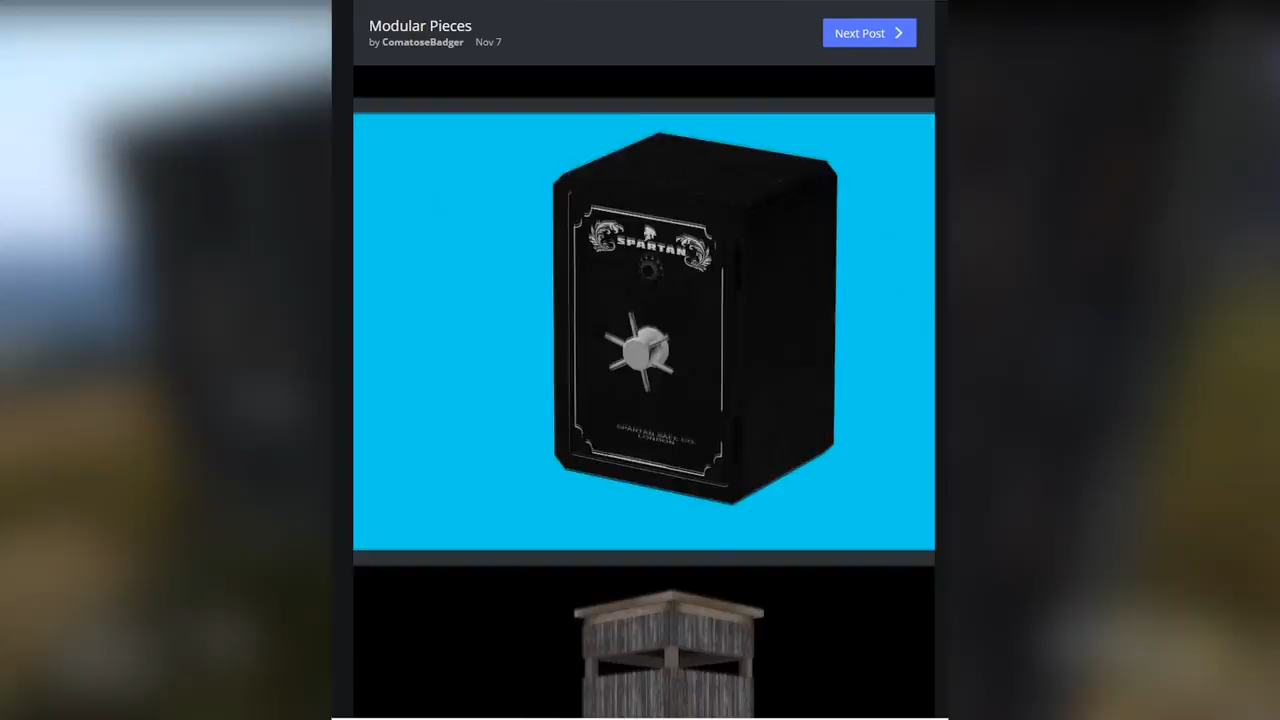 Modular Pieces
Next Post
by ComatoseBadger Nov 7
SPARTAN
SPARTAN SAFE CO.
LONDON